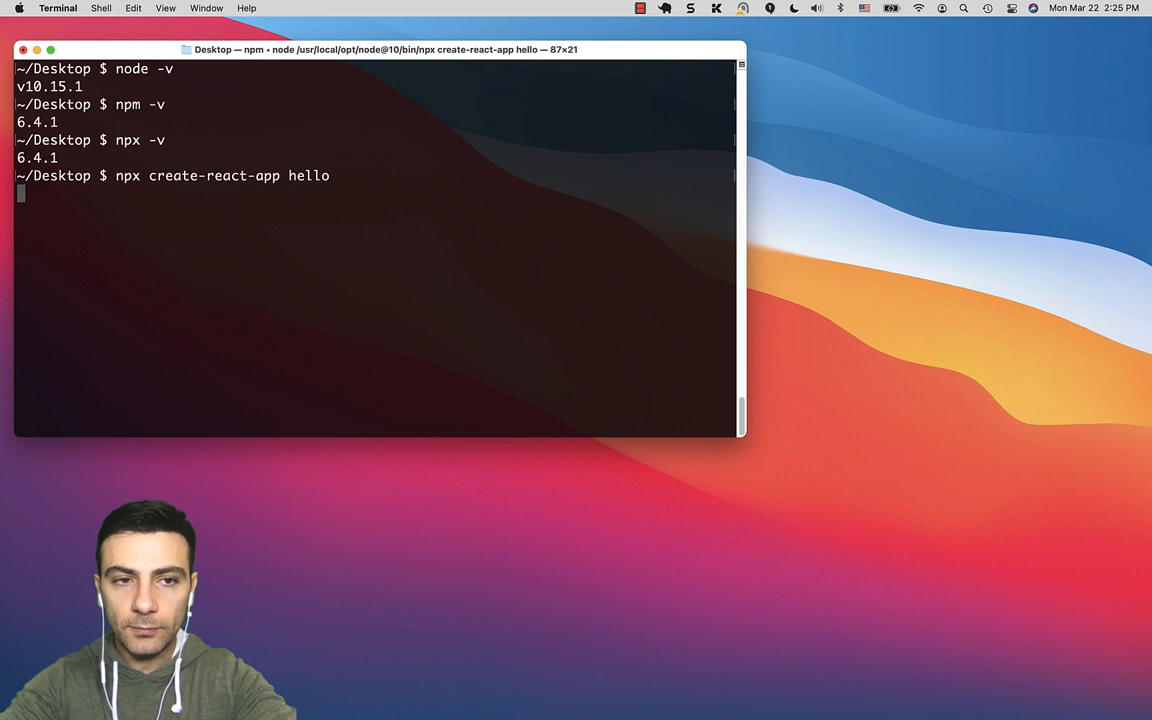 Terminal Shell Edit View Window Help Mon Mar 22 2:25 PM
Desktop — npm • node /usr/local/opt/node@10/bin/npx create-react-app hello — 87×21
~/Desktop $ node -v
v10.15.1
~/Desktop $ npm -v
6.4.1
~/Desktop $ npx -v
6.4.1
~/Desktop $ npx create-react-app hello